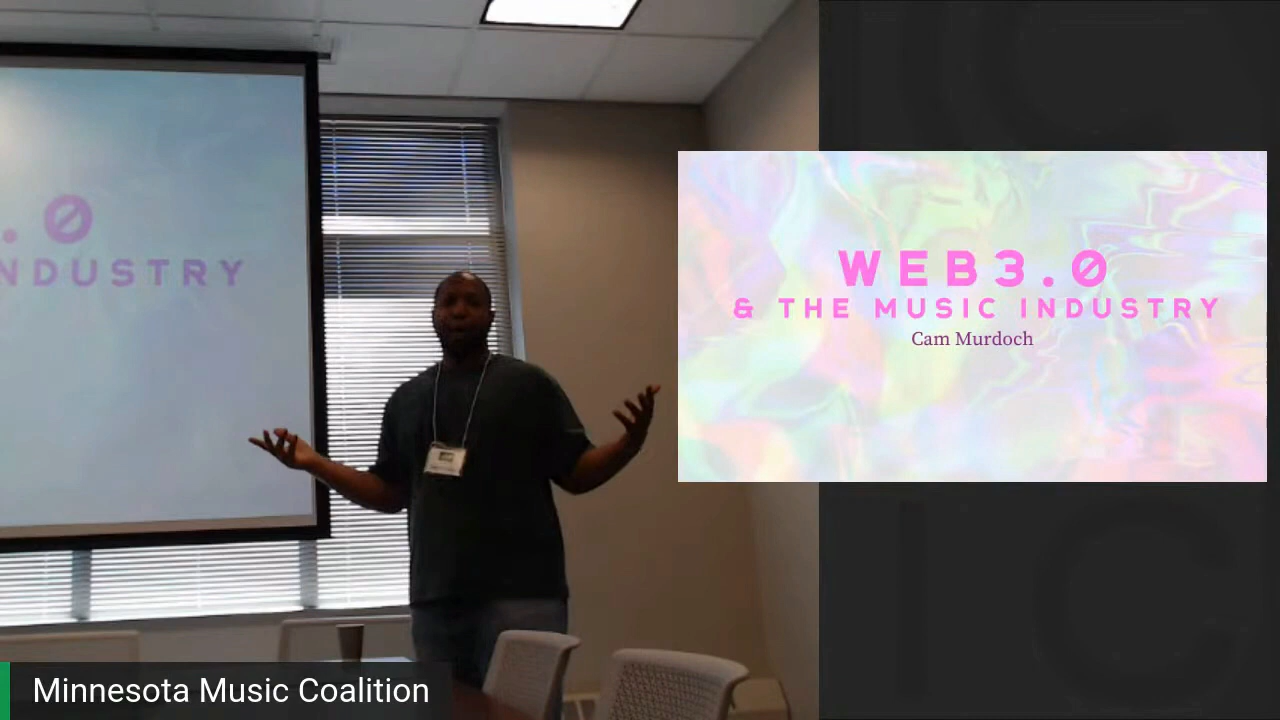 .0
NDUSTRY
WEB3.0
& THE MUSIC INDUSTRY
Cam Murdoch
Minnesota Music Coalition